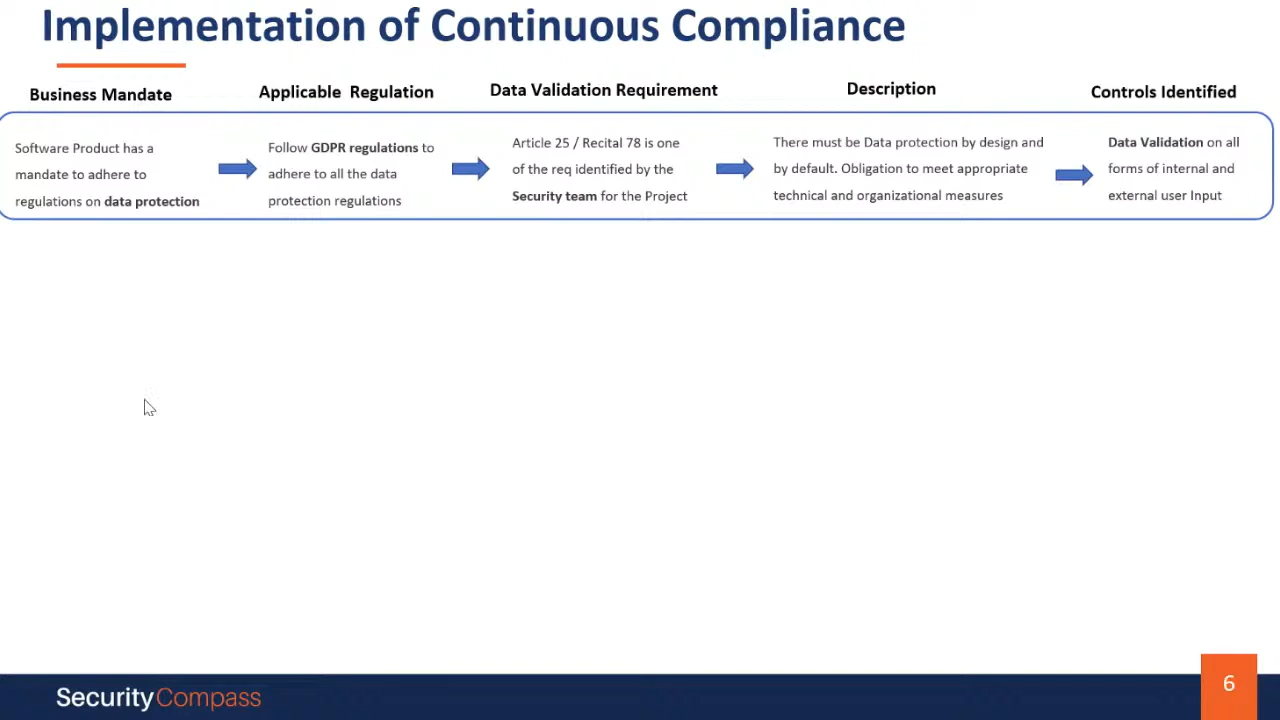 Implementation of Continuous Compliance
Business Mandate
Applicable Regulation
Data Validation Requirement
Description
Controls Identified
Software Product has a
mandate to adhere to
regulations on data protection
Follow GDPR regulations to
adhere to all the data
protection regulations
Article 25 / Recital 78 is one
of the req identified by the
Security team for the Project
There must be Data protection by design and
by default. Obligation to meet appropriate
technical and organizational measures
Data Validation on all
forms of internal and
external user Input
SecurityCompass
6